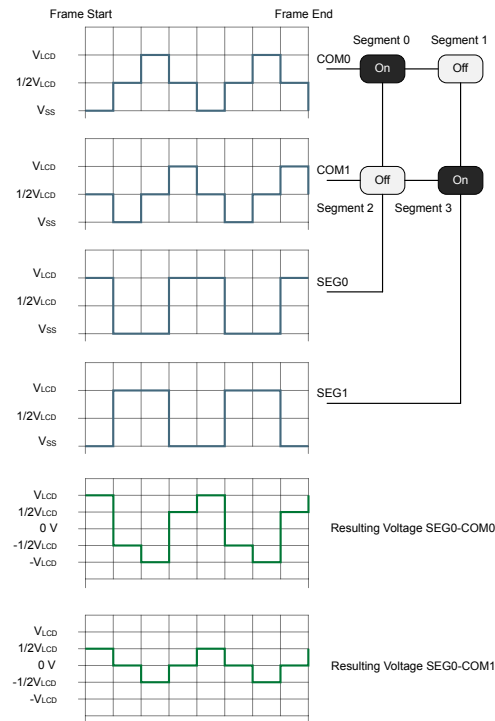 Frame Start Frame End
Segment 0 Segment 1
VLCD
1/2VLCD
VSS
COM0
On
Off
VLCD
1/2VLCD
VSS
COM1
Off
On
Segment 2 Segment 3
VLCD
1/2VLCD
VSS
SEG0
VLCD
1/2VLCD
VSS
SEG1
VLCD
1/2VLCD
0 V
-1/2VLCD
-VLCD
Resulting Voltage SEG0-COM0
VLCD
1/2VLCD
0 V
-1/2VLCD
-VLCD
Resulting Voltage SEG0-COM1